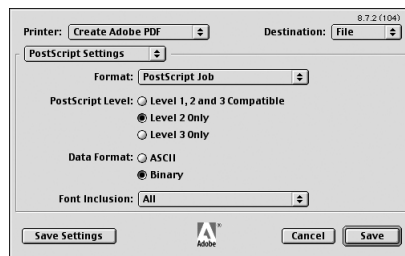 8.7.2 (104)
Printer: Create Adobe PDF Destination: File
PostScript Settings
Format: PostScript Job
PostScript Level: Level 1, 2 and 3 Compatible
Level 2 Only
Level 3 Only
Data Format: ASCII
Binary
Font Inclusion: All
Save Settings Adobe ® Cancel Save